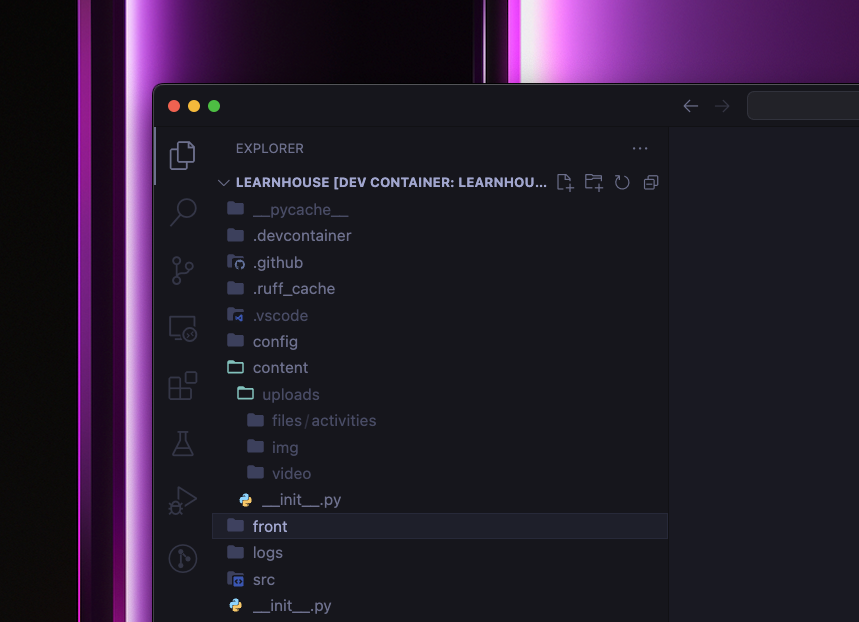 EXPLORER
LEARNHOUSE [DEV CONTAINER: LEARNHOU...
__pycache__
.devcontainer
.github
.ruff_cache
.vscode
config
content
uploads
files/activities
img
video
__init__.py
front
logs
src
__init__.py